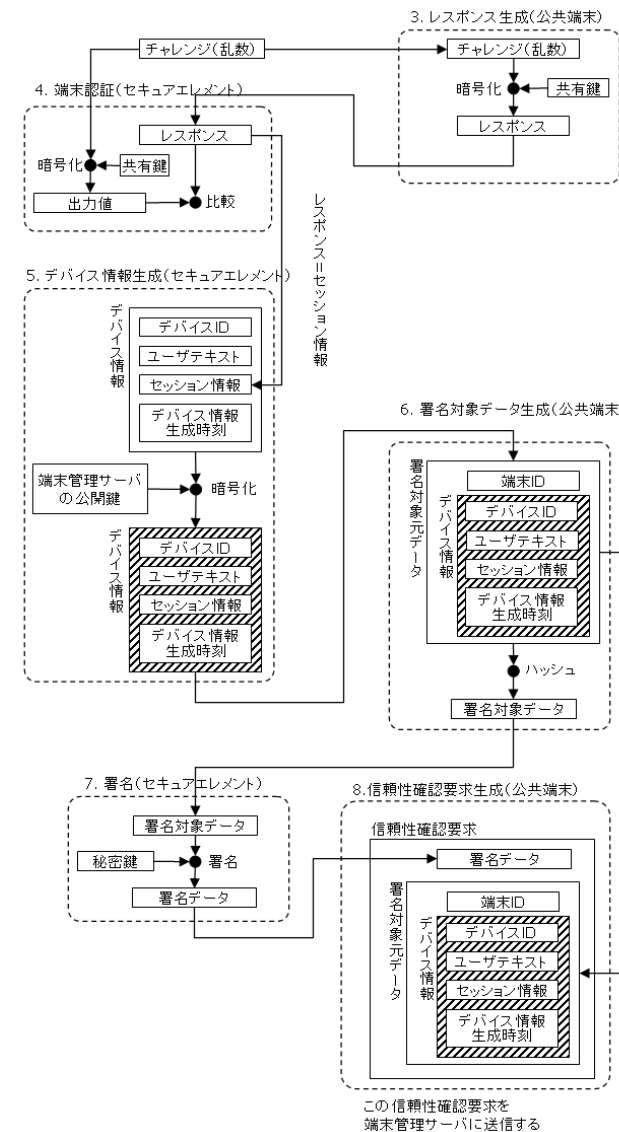 3. レスポンス生成(公共端末)
チャレンジ(乱数)
チャレンジ(乱数)
暗号化
共有鍵
レスポンス
4. 端末認証(セキュアエレメント)
レスポンス
暗号化
共有鍵
出力値
比較
レスポンス=セッション情報
5. デバイス情報生成(セキュアエレメント)
デバイス情報
デバイスID
ユーザテキスト
セッション情報
デバイス情報
生成時刻
端末管理サーバ
の公開鍵
暗号化
デバイス情報
デバイスID
ユーザテキスト
セッション情報
デバイス情報
生成時刻
6. 署名対象データ生成(公共端末
署名対象元データ
端末ID
デバイス情報
デバイスID
ユーザテキスト
セッション情報
デバイス情報
生成時刻
ハッシュ
署名対象データ
7. 署名(セキュアエレメント)
署名対象データ
秘密鍵
署名
署名データ
8.信頼性確認要求生成(公共端末)
信頼性確認要求
署名データ
署名対象元データ
端末ID
デバイス情報
デバイスID
ユーザテキスト
セッション情報
デバイス情報
生成時刻
この信頼性確認要求を
端末管理サーバに送信する